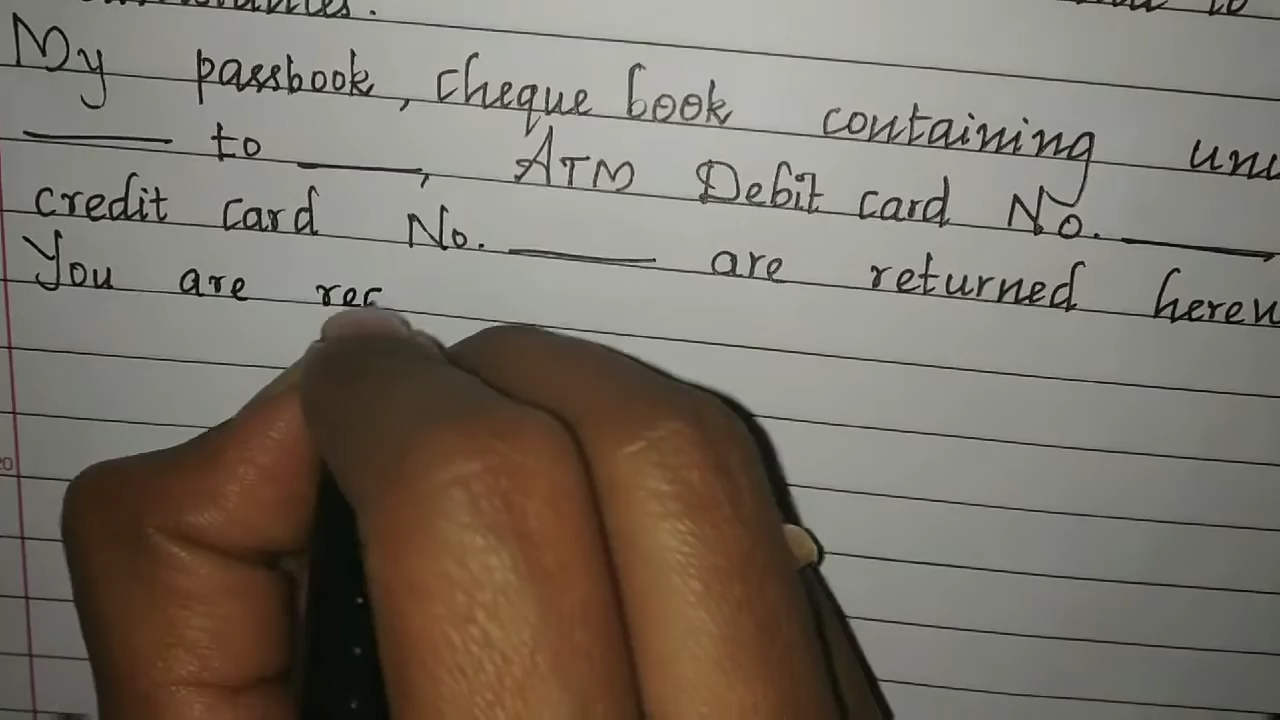 My passbook, cheque book containing
____ to ____, ATM Debit card No. ____
credit card No. ____ are returned
You are